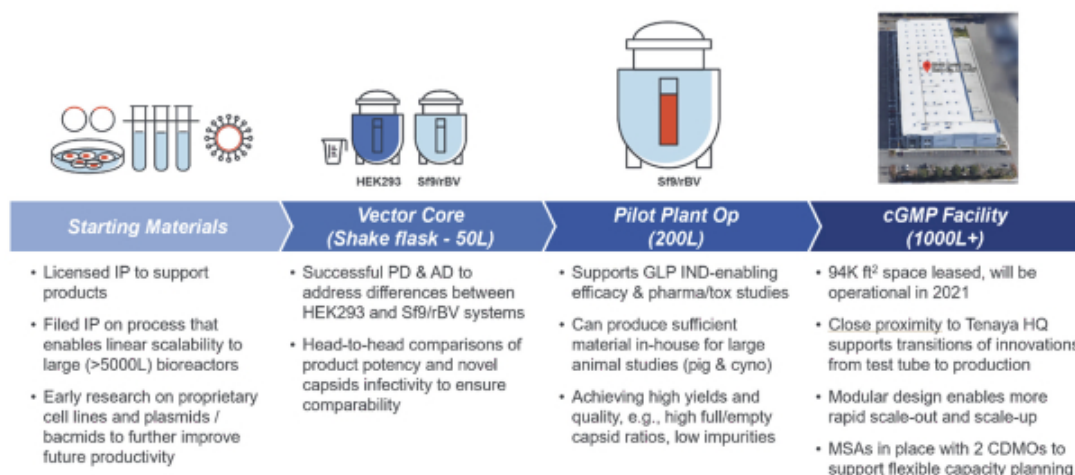 HEK293
Sf9/rBV
Sf9/rBV
Starting Materials
Vector Core
(Shake flask - 50L)
Pilot Plant Op
(200L)
cGMP Facility
(1000L+)
• Licensed IP to support
products
• Filed IP on process that
enables linear scalability to
large (>5000L) bioreactors
• Early research on proprietary
cell lines and plasmids /
bacmids to further improve
future productivity
• Successful PD & AD to
address differences between
HEK293 and Sf9/rBV systems
• Head-to-head comparisons of
product potency and novel
capsids infectivity to ensure
comparability
• Supports GLP IND-enabling
efficacy & pharma/tox studies
• Can produce sufficient
material in-house for large
animal studies (pig & cyno)
• Achieving high yields and
quality, e.g., high full/empty
capsid ratios, low impurities
• 94K ft² space leased, will be
operational in 2021
• Close proximity to Tenaya HQ
supports transitions of innovations
from test tube to production
• Modular design enables more
rapid scale-out and scale-up
• MSAs in place with 2 CDMOs to
support flexible capacity planning